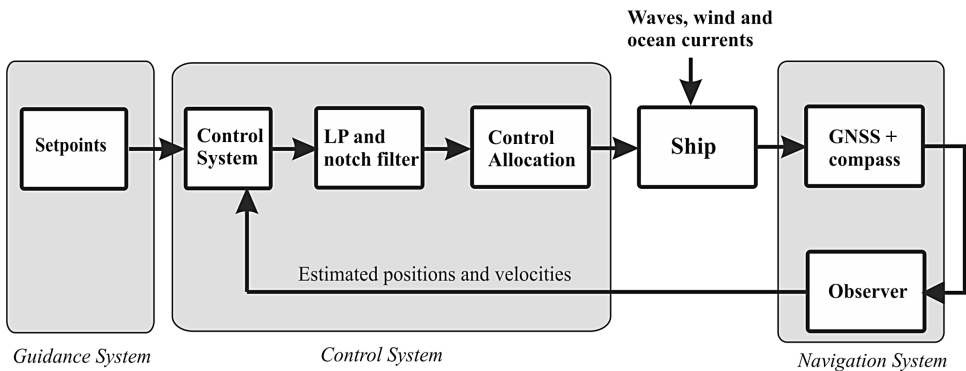 Waves, wind and
ocean currents
Setpoints
Control
System
LP and
notch filter
Control
Allocation
Ship
GNSS +
compass
Estimated positions and velocities
Observer
Guidance System
Control System
Navigation System